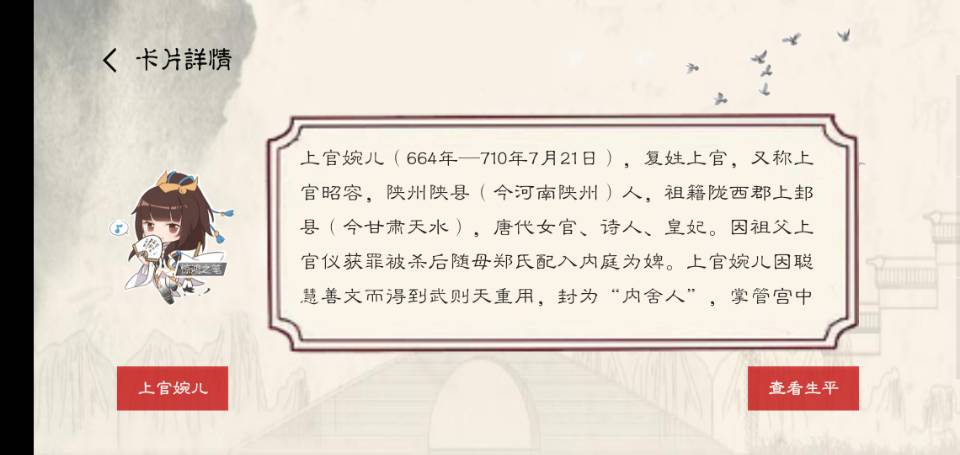 卡片詳情
上官婉儿（664年—710年7月21日），复姓上官，又称上
官昭容，陕州陕县（今河南陕州）人，祖籍陇西郡上邽
县（今甘肃天水），唐代女官、诗人、皇妃。因祖父上
官仪获罪被杀后随母郑氏配入内庭为婢。上官婉儿因聪
慧善文而得到武则天重用，封为“内舍人”，掌管宫中
惊鸿之笔
上官婉儿
查看生平